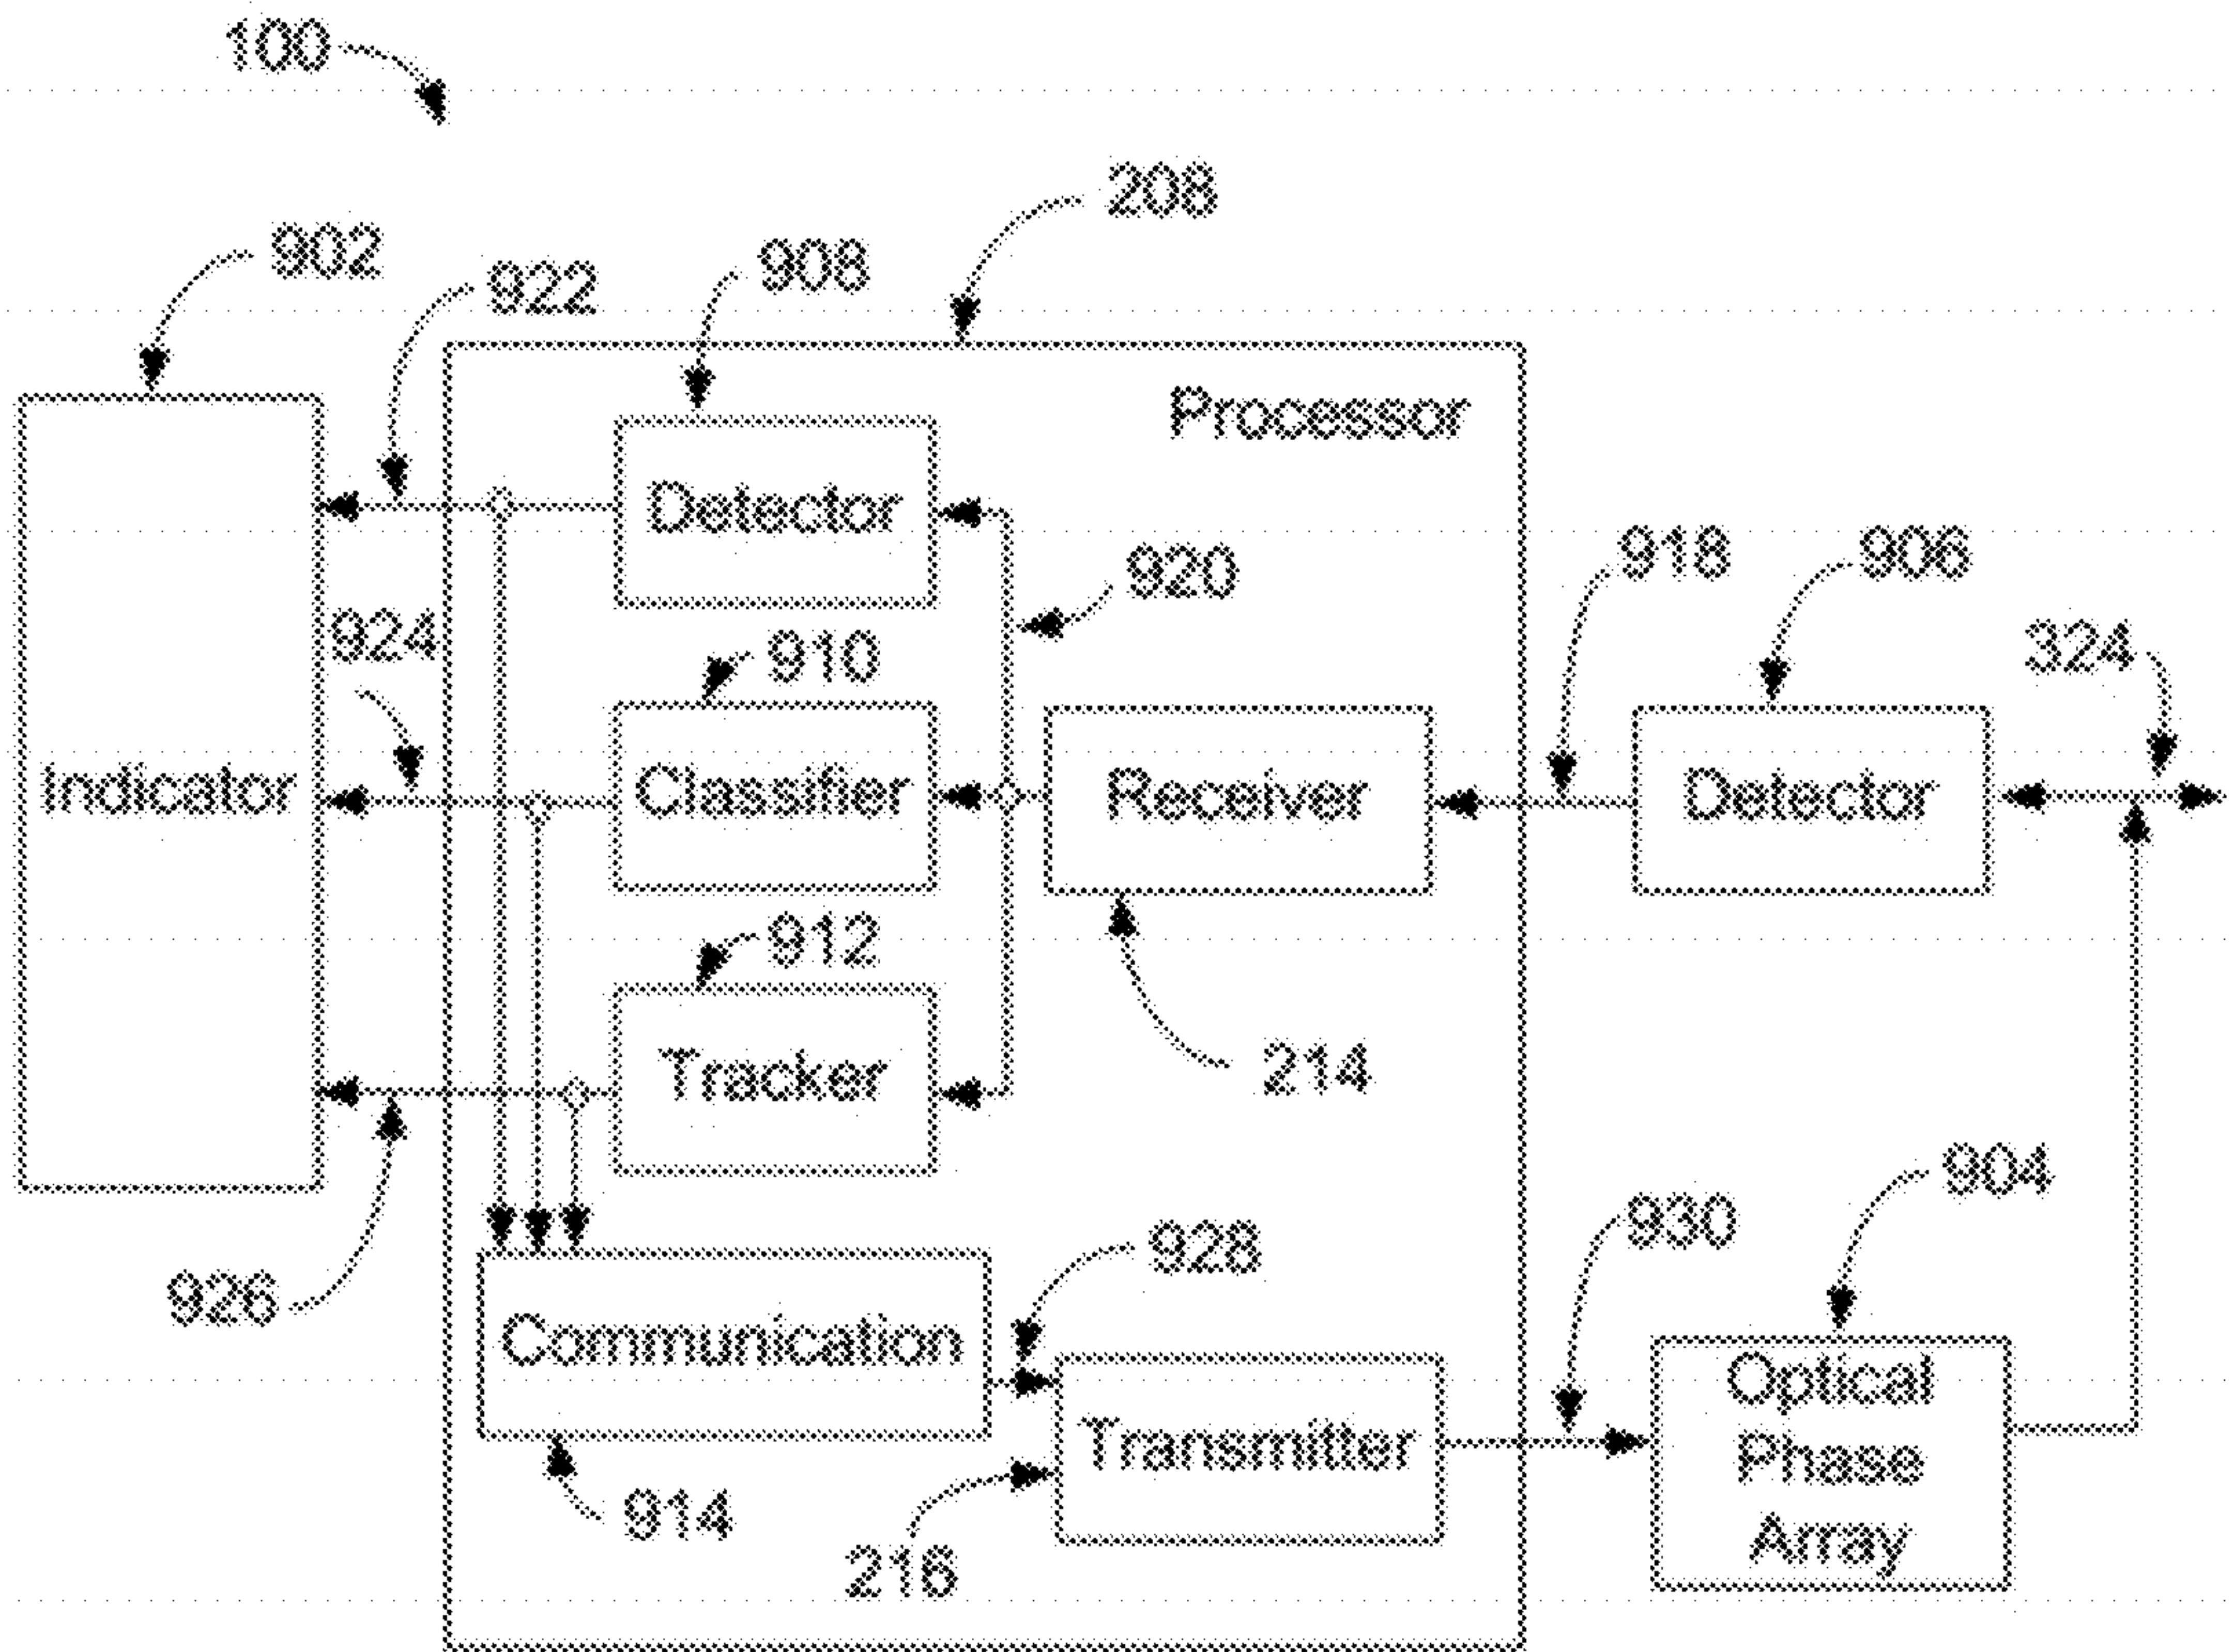 100
208
902
922
908
Processor
Detector
920
918
906
924
910
324
Indicator
Classifier
Receiver
Detector
912
Tracker
214
904
926
928
930
Communication
Optical
Phase
Array
Transmitter
914
216